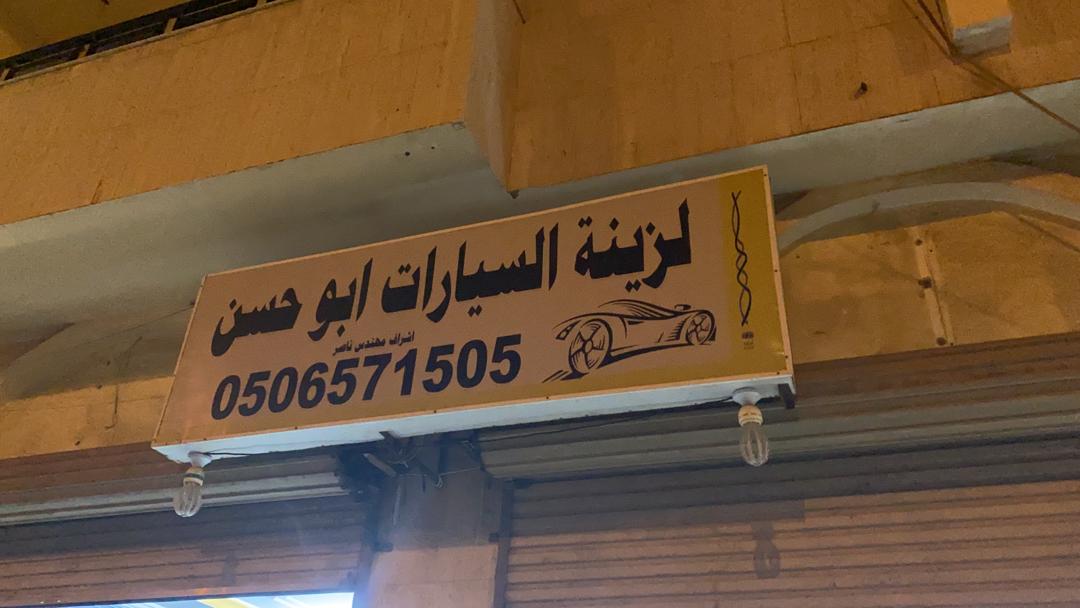 لزينة السيارات ابو حسن
اشراف مهندس ناصر
0506571505